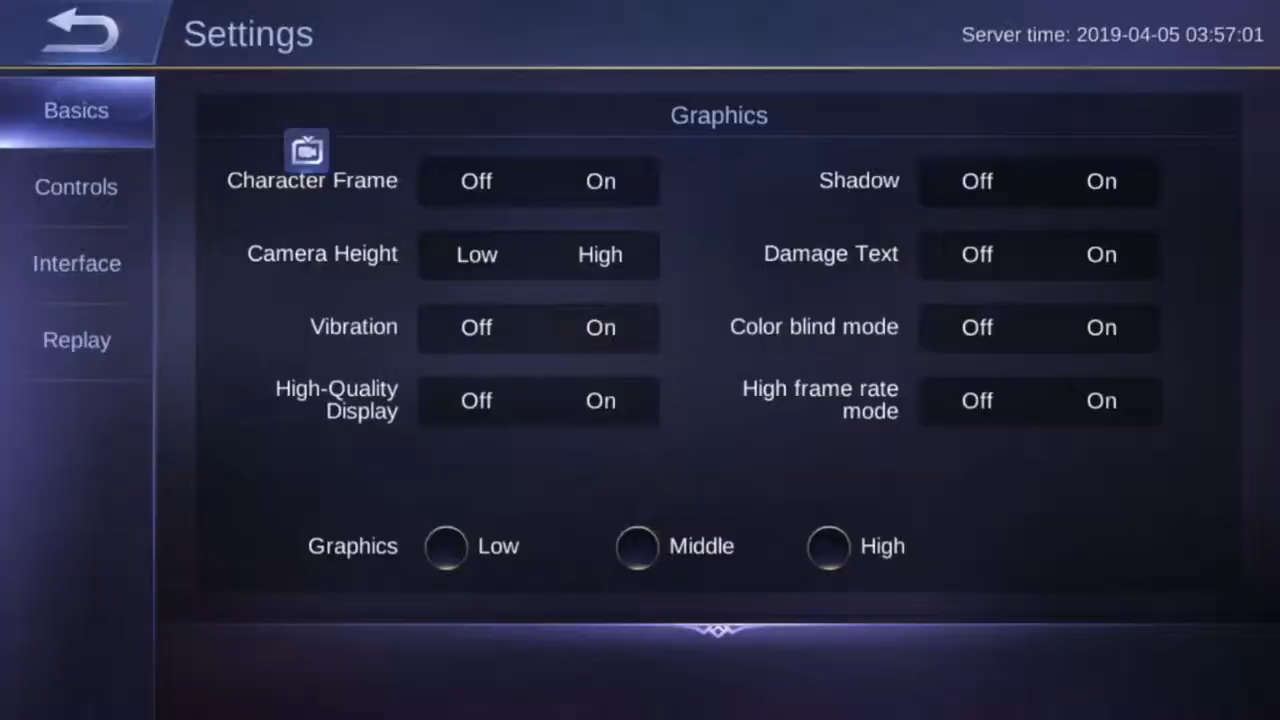 Settings
Server time: 2019-04-05 03:57:01
Basics
Controls
Interface
Replay
Graphics
Character Frame Off On
Shadow Off On
Camera Height Low High
Damage Text Off On
Vibration Off On
Color blind mode Off On
High-Quality
Display Off On
High frame rate
mode Off On
Graphics Low Middle High